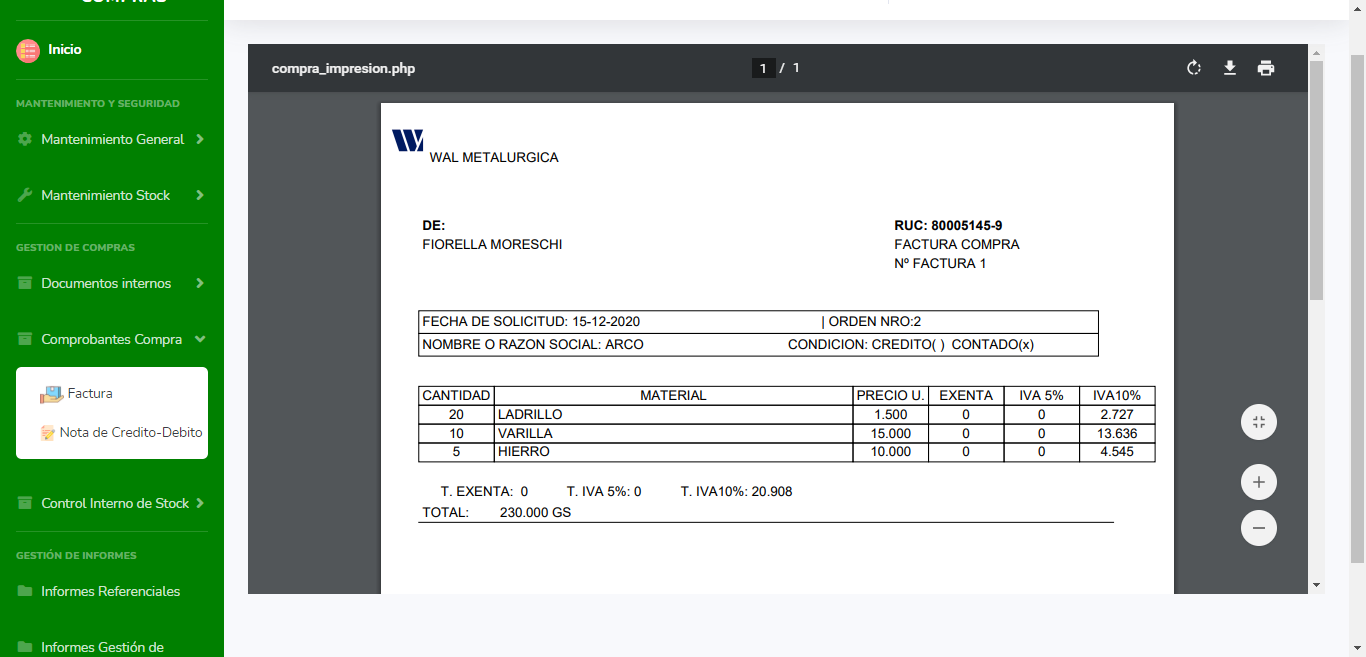 COMPRAS
Inicio
MANTENIMIENTO Y SEGURIDAD
Mantenimiento General
Mantenimiento Stock
GESTION DE COMPRAS
Documentos internos
Comprobantes Compra
Factura
Nota de Credito-Debito
Control Interno de Stock
GESTIÓN DE INFORMES
Informes Referenciales
Informes Gestión de
compra_impresion.php 1 / 1
WAL METALURGICA
DE: RUC: 80005145-9
FIORELLA MORESCHI FACTURA COMPRA
Nº FACTURA 1
FECHA DE SOLICITUD: 15-12-2020 | ORDEN NRO:2
NOMBRE O RAZON SOCIAL: ARCO CONDICION: CREDITO( ) CONTADO(x)
CANTIDAD MATERIAL PRECIO U. EXENTA IVA 5% IVA10%
20 LADRILLO 1.500 0 0 2.727
10 VARILLA 15.000 0 0 13.636
5 HIERRO 10.000 0 0 4.545
T. EXENTA: 0 T. IVA 5%: 0 T. IVA10%: 20.908
TOTAL: 230.000 GS